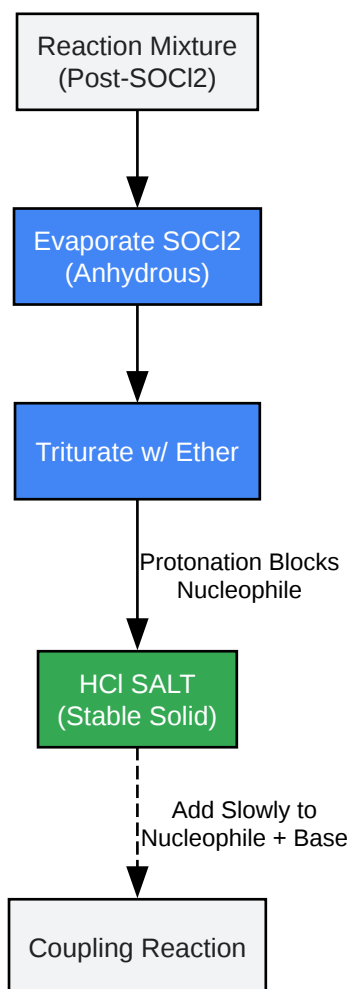 Reaction Mixture
(Post-SOCl2)
Evaporate SOCl2
(Anhydrous)
Triturate w/ Ether
Protonation Blocks
Nucleophile
HCl SALT
(Stable Solid)
Add Slowly to
Nucleophile + Base
Coupling Reaction